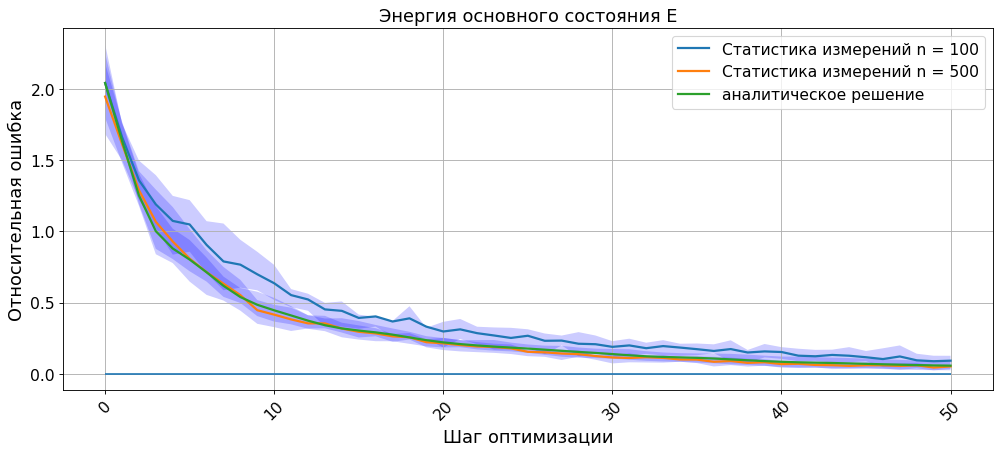 Энергия основного состояния E
Статистика измерений n = 100
Статистика измерений n = 500
аналитическое решение
Относительная ошибка
2.0
1.5
1.0
0.5
0.0
0
10
20
30
40
50
Шаг оптимизации